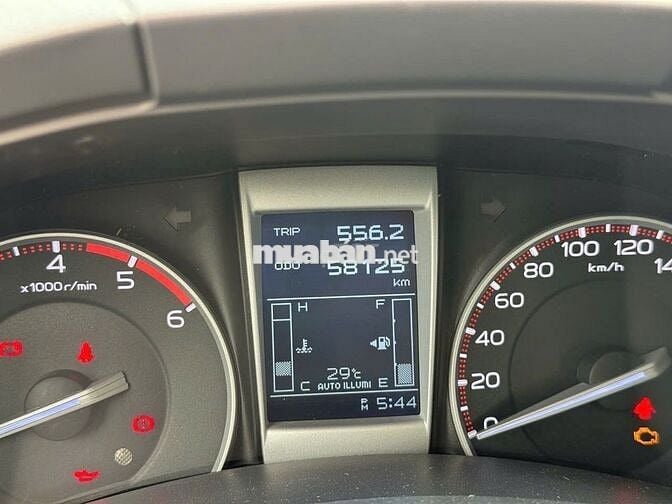 TRIP 556.2
muaban.net
ODO 58125
km
H F
C E
29°C
AUTO ILLUMI
PM 5:44
4 5 6
x1000r/min
0 20 40 60 80 100 120
km/h